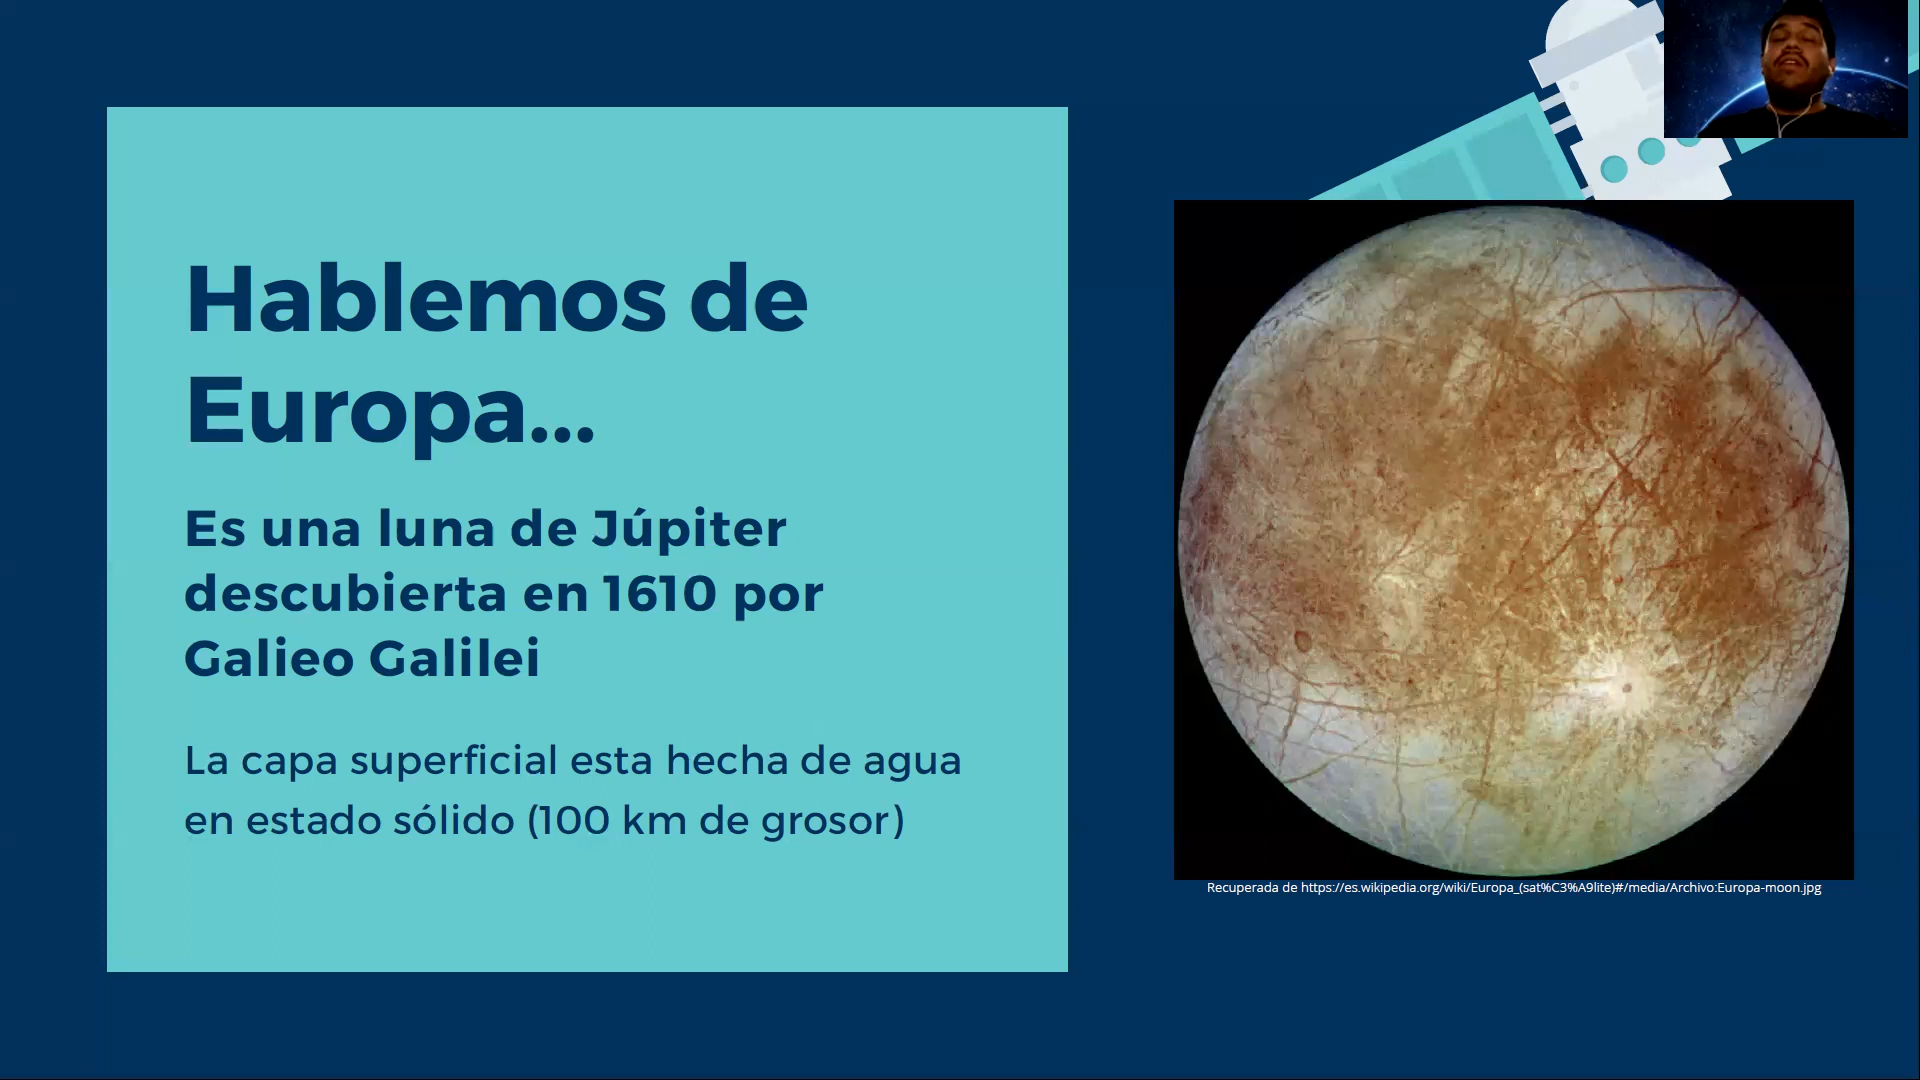 Hablemos de
Europa...
Es una luna de Júpiter
descubierta en 1610 por
Galieo Galilei
La capa superficial esta hecha de agua
en estado sólido (100 km de grosor)
Recuperada de https://es.wikipedia.org/wiki/Europa_(sat%C3%A9lite)#/media/Archivo:Europa-moon.jpg